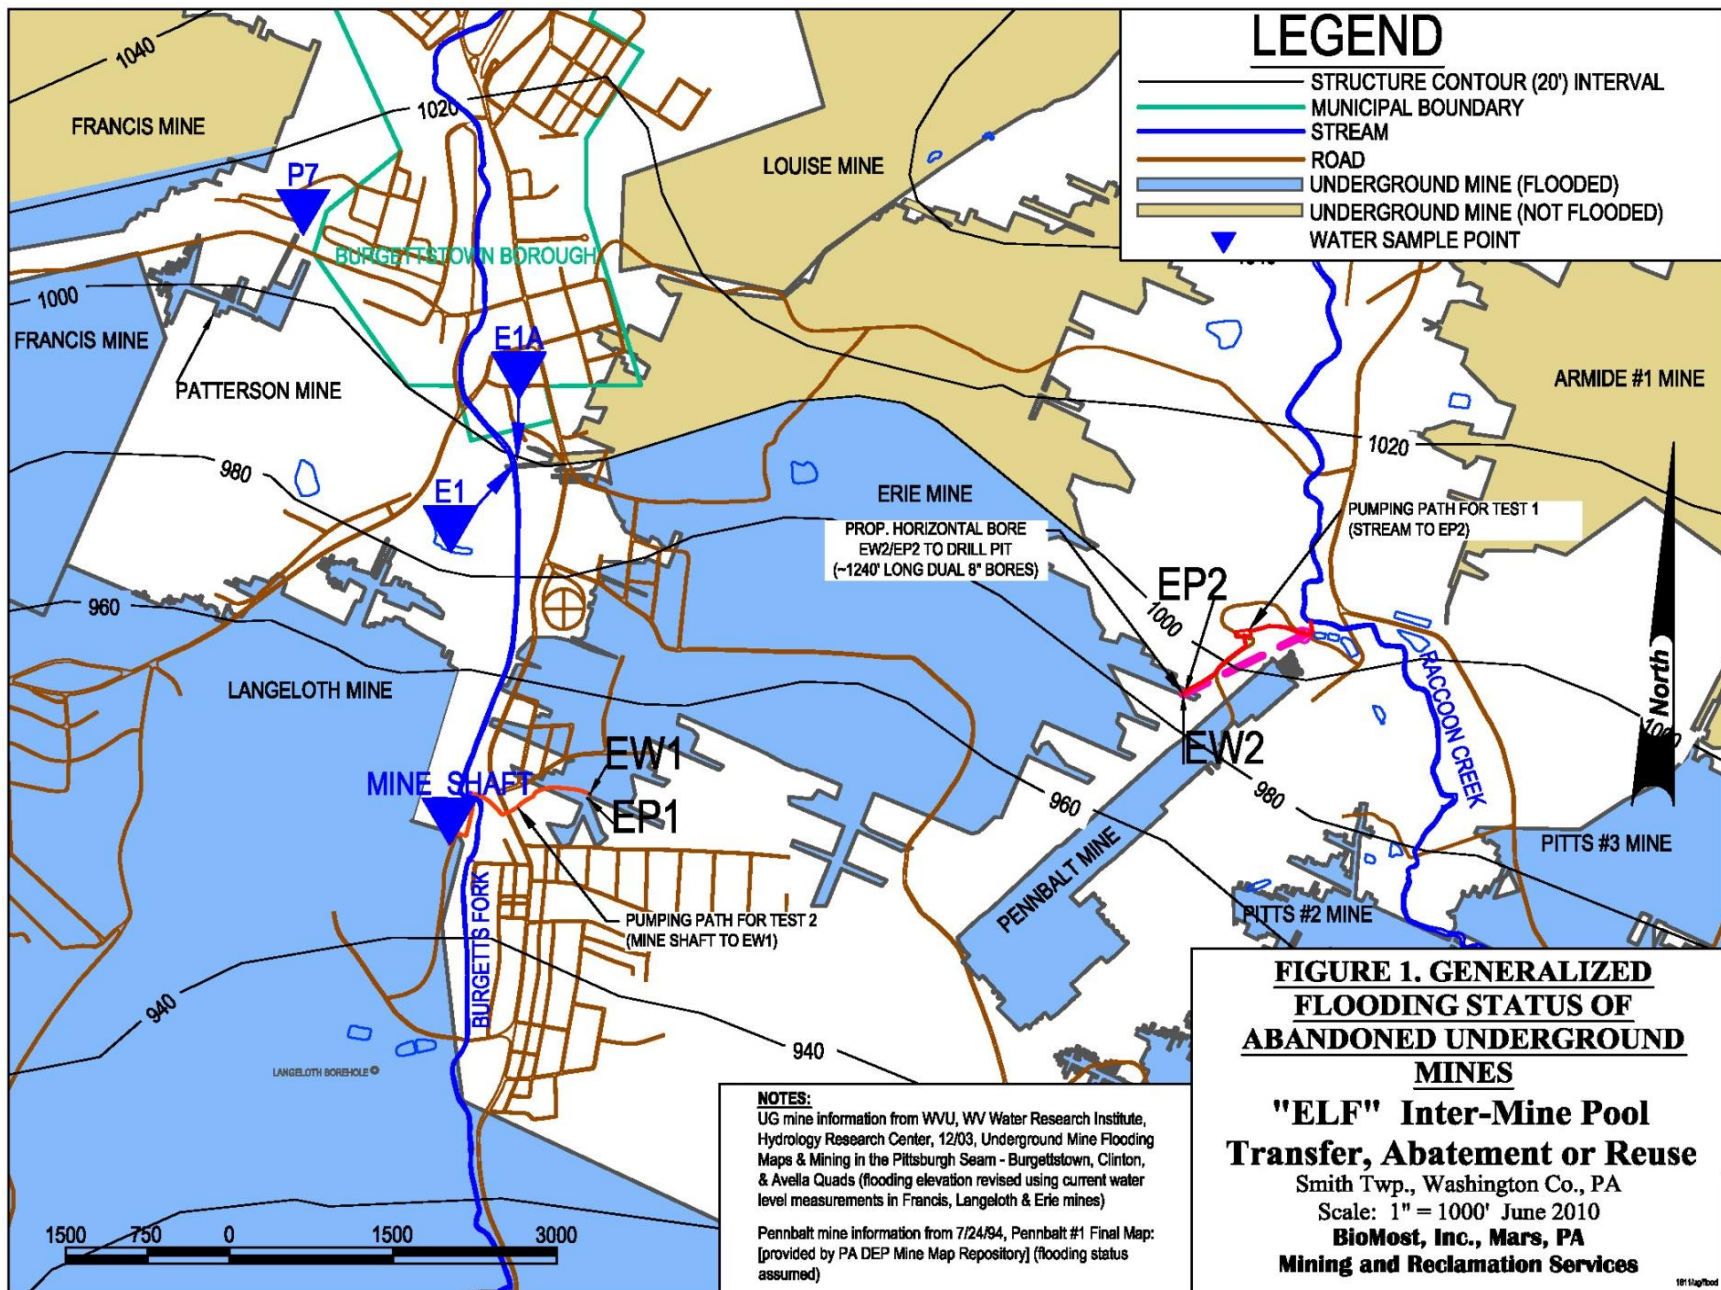 LEGEND
STRUCTURE CONTOUR (20') INTERVAL
MUNICIPAL BOUNDARY
STREAM
ROAD
UNDERGROUND MINE (FLOODED)
UNDERGROUND MINE (NOT FLOODED)
WATER SAMPLE POINT
1040
1020
FRANCIS MINE
P7
LOUISE MINE
BURGETTSTOWN BOROUGH
1000
FRANCIS MINE
PATTERSON MINE
E1A
ARMIDE #1 MINE
1020
980
E1
ERIE MINE
PROP. HORIZONTAL BORE
EW2/EP2 TO DRILL PIT
(~1240' LONG DUAL 8" BORES)
PUMPING PATH FOR TEST 1
(STREAM TO EP2)
EP2
1000
960
LANGELOTH MINE
RACCOON CREEK
North
1000
EW2
EW1
MINE SHAFT
EP1
960
980
PITTS #3 MINE
PENNBALT MINE
PITTS #2 MINE
PUMPING PATH FOR TEST 2
(MINE SHAFT TO EW1)
BURGETTS FORK
940
940
LANGELOTH BOREHOLE
NOTES:
UG mine information from WVU, WV Water Research Institute,
Hydrology Research Center, 12/03, Underground Mine Flooding
Maps & Mining in the Pittsburgh Seam - Burgettstown, Clinton,
& Avella Quads (flooding elevation revised using current water
level measurements in Francis, Langeloth & Erie mines)
Pennbalt mine information from 7/24/94, Pennbalt #1 Final Map:
[provided by PA DEP Mine Map Repository] (flooding status
assumed)
1500 750 0 1500 3000
FIGURE 1. GENERALIZED
FLOODING STATUS OF
ABANDONED UNDERGROUND
MINES
"ELF" Inter-Mine Pool
Transfer, Abatement or Reuse
Smith Twp., Washington Co., PA
Scale: 1" = 1000' June 2010
BioMost, Inc., Mars, PA
Mining and Reclamation Services